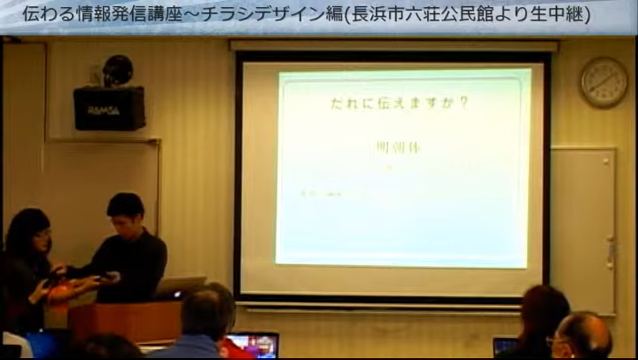 伝わる情報発信講座～チラシデザイン編(長浜市六荘公民館より生中継)
RAMSA
だれに伝えますか？
明朝体